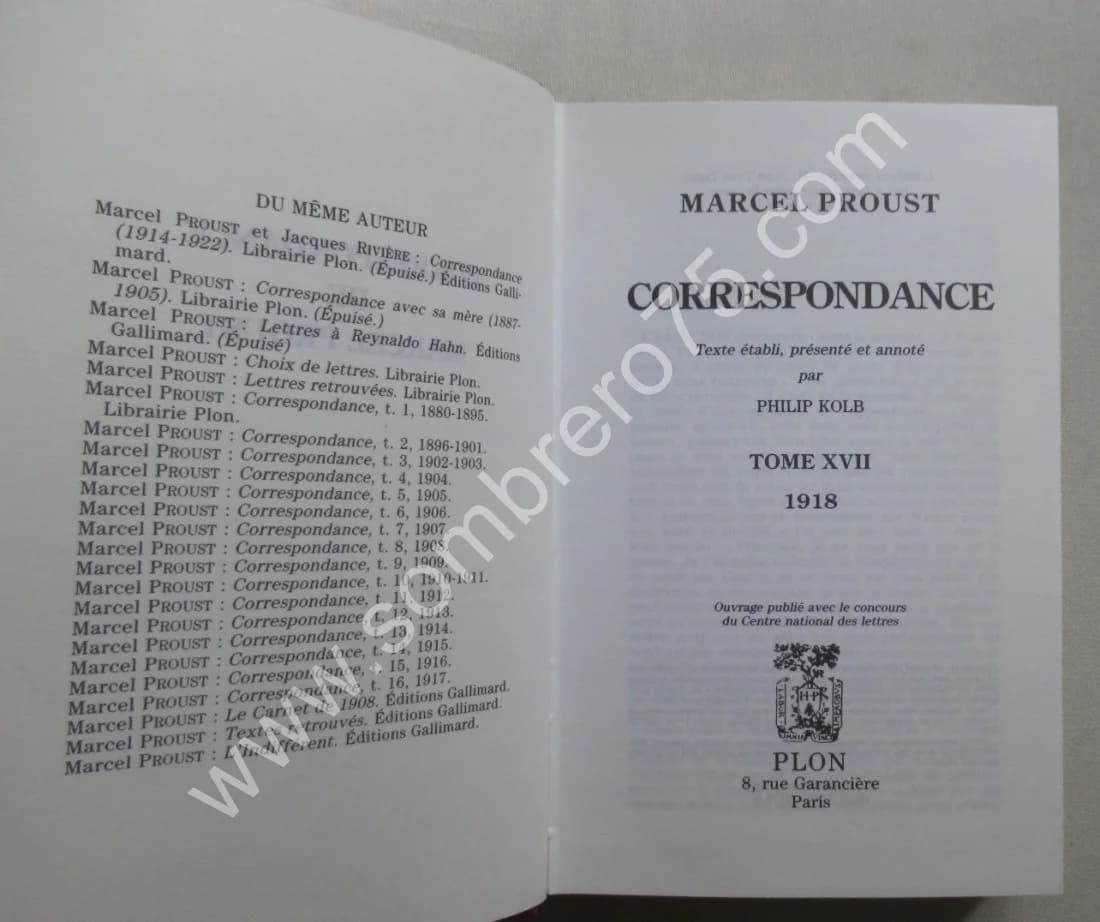 DU MÊME AUTEUR
Marcel PROUST et Jacques RIVIÈRE : Correspondance
(1914-1922). Librairie Plon. (Épuisé.) Éditions Galli-
mard.
Marcel PROUST : Correspondance avec sa mère (1887-
1905). Librairie Plon. (Épuisé.)
Marcel PROUST : Lettres à Reynaldo Hahn. Éditions
Gallimard. (Épuisé)
Marcel PROUST : Choix de lettres. Librairie Plon.
Marcel PROUST : Lettres retrouvées. Librairie Plon.
Marcel PROUST : Correspondance, t. 1, 1880-1895.
Librairie Plon.
Marcel PROUST : Correspondance, t. 2, 1896-1901.
Marcel PROUST : Correspondance, t. 3, 1902-1903.
Marcel PROUST : Correspondance, t. 4, 1904.
Marcel PROUST : Correspondance, t. 5, 1905.
Marcel PROUST : Correspondance, t. 6, 1906.
Marcel PROUST : Correspondance, t. 7, 1907.
Marcel PROUST : Correspondance, t. 8, 1908.
Marcel PROUST : Correspondance, t. 9, 1909.
Marcel PROUST : Correspondance, t. 10, 1910-1911.
Marcel PROUST : Correspondance, t. 11, 1912.
Marcel PROUST : Correspondance, t. 12, 1913.
Marcel PROUST : Correspondance, t. 13, 1914.
Marcel PROUST : Correspondance, t. 14, 1915.
Marcel PROUST : Correspondance, t. 15, 1916.
Marcel PROUST : Correspondance, t. 16, 1917.
Marcel PROUST : Le Carnet de 1908. Éditions Gallimard.
Marcel PROUST : Textes retrouvés. Éditions Gallimard.
Marcel PROUST : L'Indifférent. Éditions Gallimard.
MARCEL PROUST
CORRESPONDANCE
Texte établi, présenté et annoté
par
PHILIP KOLB
TOME XVII
1918
Ouvrage publié avec le concours
du Centre national des lettres
LABOR
OMNIA VINCIT
IMPROBUS
H·P
PLON
8, rue Garancière
Paris
www.sombrero75.com